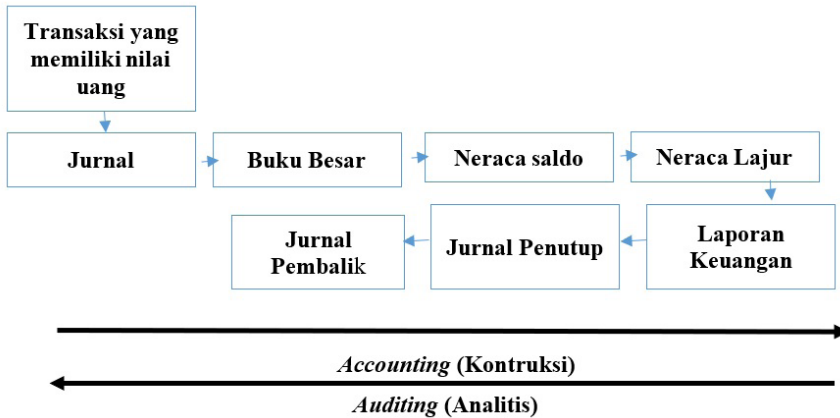 Transaksi yang
memiliki nilai
uang
Jurnal
Buku Besar
Neraca saldo
Neraca Lajur
Laporan
Keuangan
Jurnal Penutup
Jurnal
Pembalik
Accounting (Kontruksi)
Auditing (Analitis)